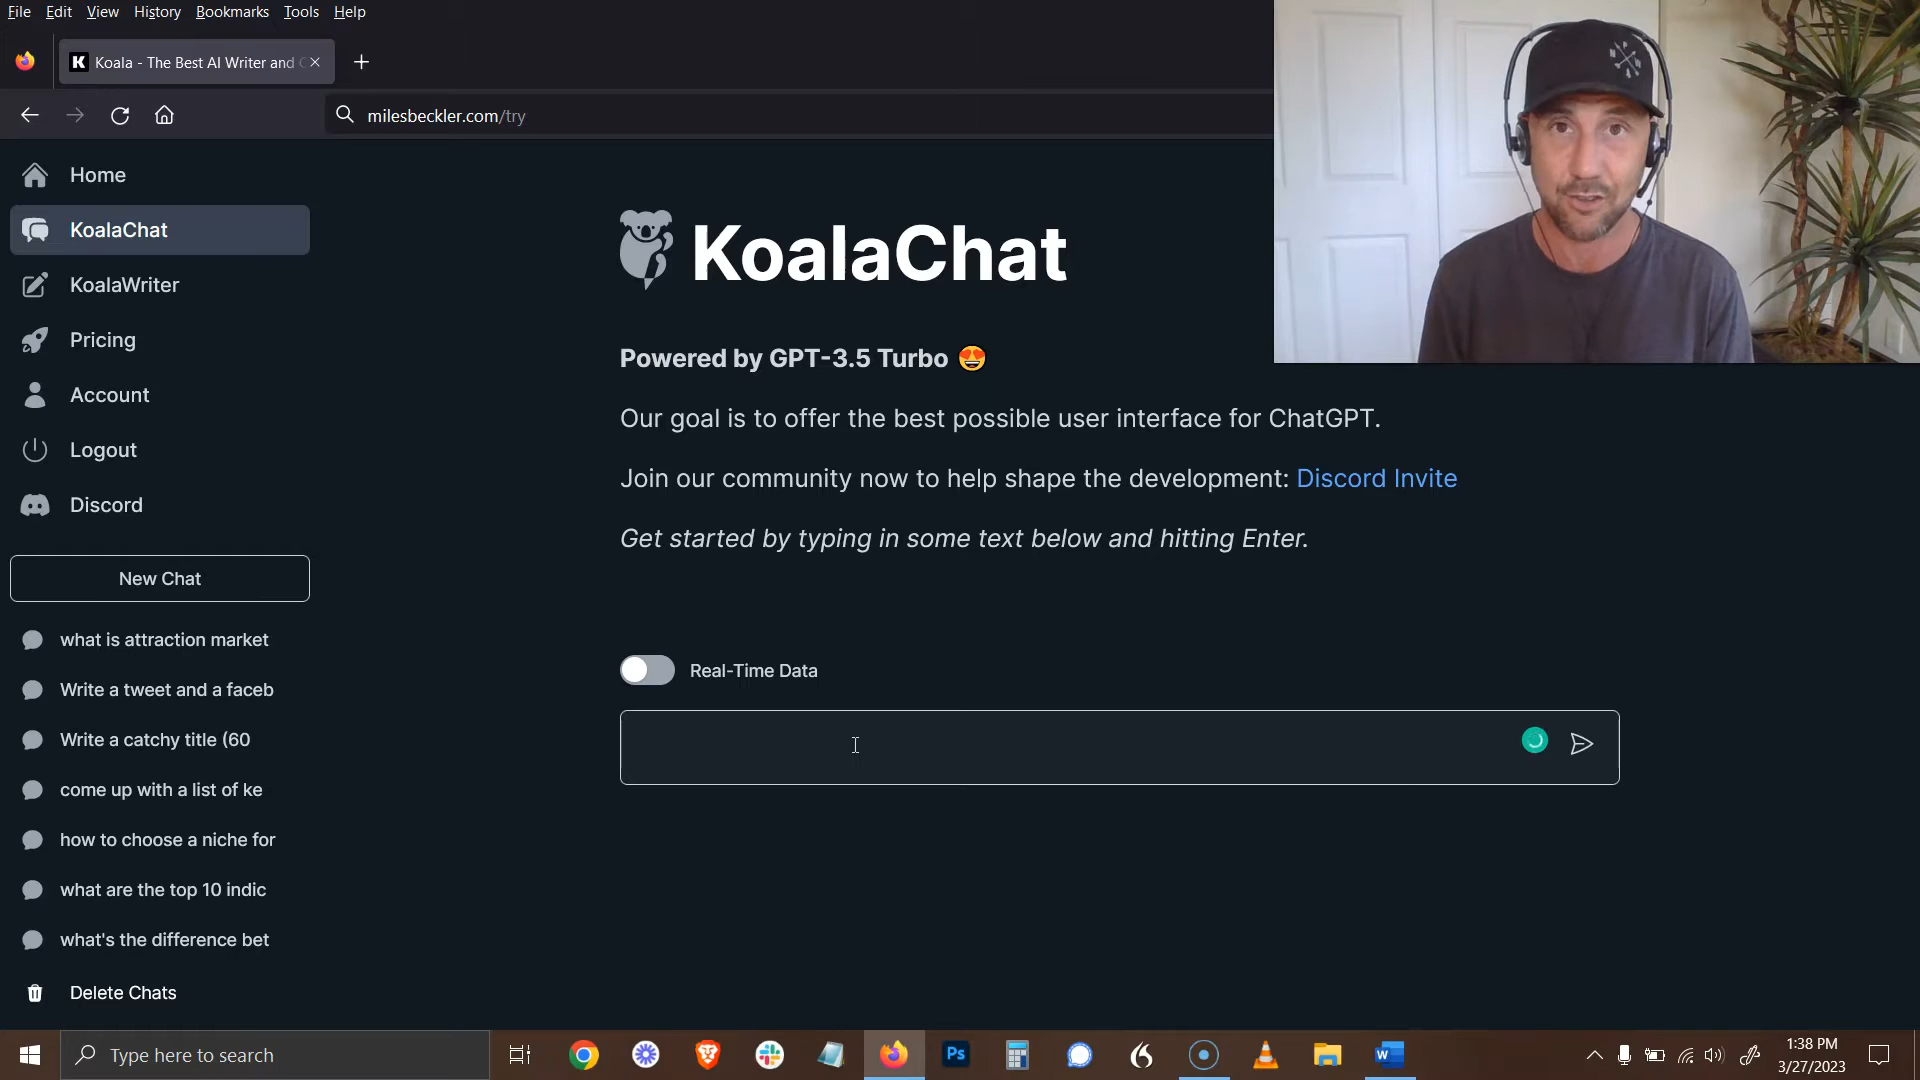 File Edit View History Bookmarks Tools Help
K Koala - The Best AI Writer and C
milesbeckler.com/try
Home
KoalaChat
KoalaWriter
Pricing
Account
Logout
Discord
New Chat
what is attraction market
Write a tweet and a faceb
Write a catchy title (60
come up with a list of ke
how to choose a niche for
what are the top 10 indic
what's the difference bet
Delete Chats
KoalaChat
Powered by GPT-3.5 Turbo 😍
Our goal is to offer the best possible user interface for ChatGPT.
Join our community now to help shape the development: Discord Invite
Get started by typing in some text below and hitting Enter.
Real-Time Data
Type here to search
Ps
W
1:38 PM
3/27/2023